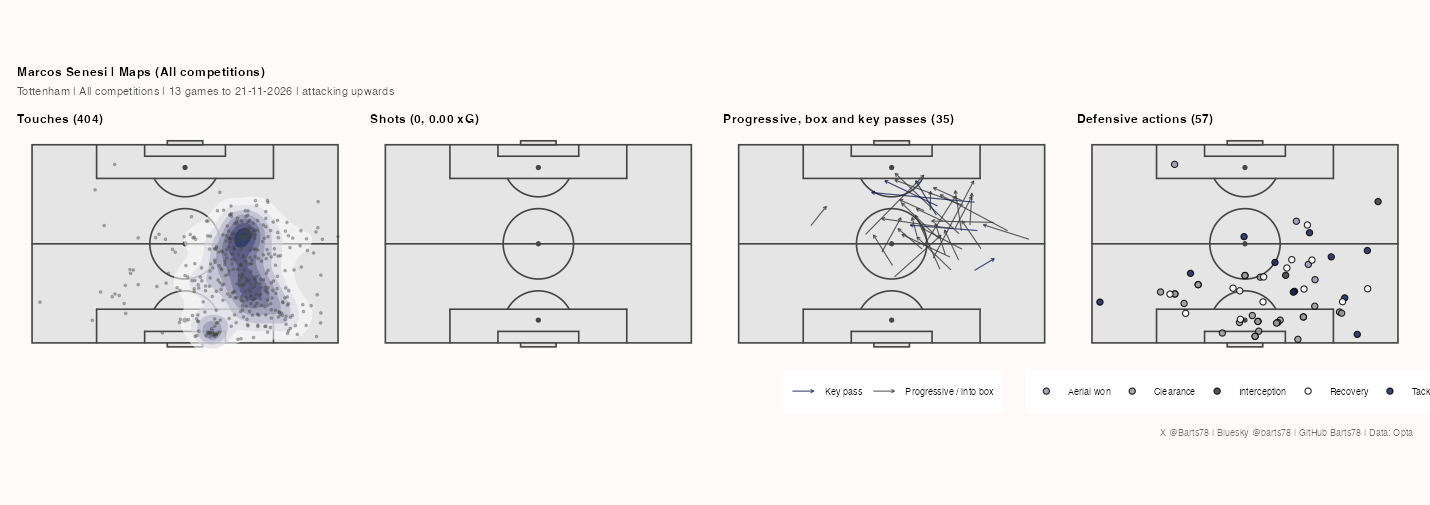 Marcos Senesi | Maps (All competitions)
Tottenham | All competitions | 13 games to 21-11-2026 | attacking upwards
Touches (404)
Shots (0, 0.00 xG)
Progressive, box and key passes (35)
Defensive actions (57)
Key pass
Progressive / into box
Aerial won
Clearance
Interception
Recovery
Tack
X @Barts78 | Bluesky @barts78 | GitHub Barts78 | Data: Opta